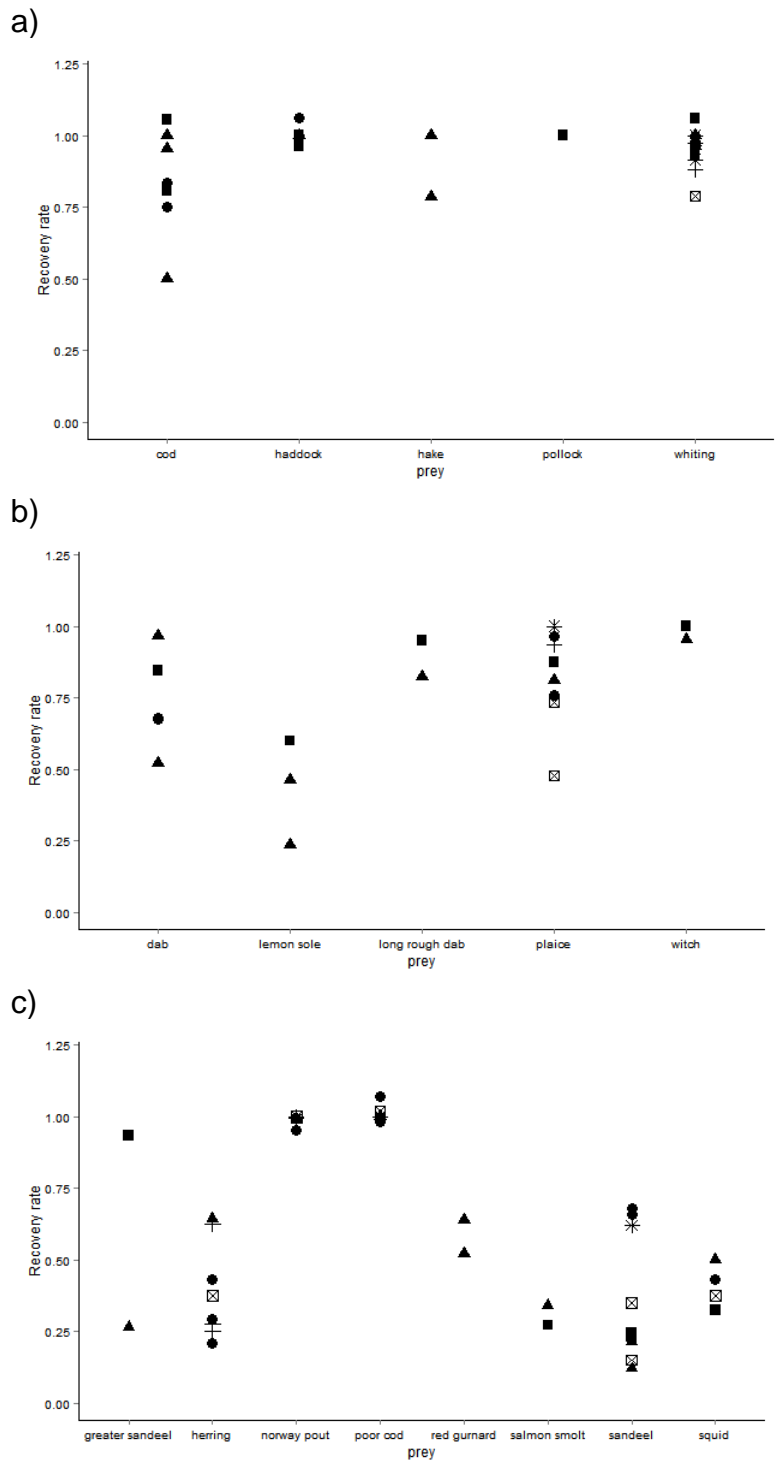 a)
1.25
1.00
0.75
0.50
0.25
0.00
Recovery rate
cod haddock hake pollock whiting
prey
b)
1.25
1.00
0.75
0.50
0.25
0.00
Recovery rate
dab lemon sole long rough dab plaice witch
prey
c)
1.25
1.00
0.75
0.50
0.25
0.00
Recovery rate
greater sandeel herring norway pout poor cod red gurnard salmon smolt sandeel squid
prey